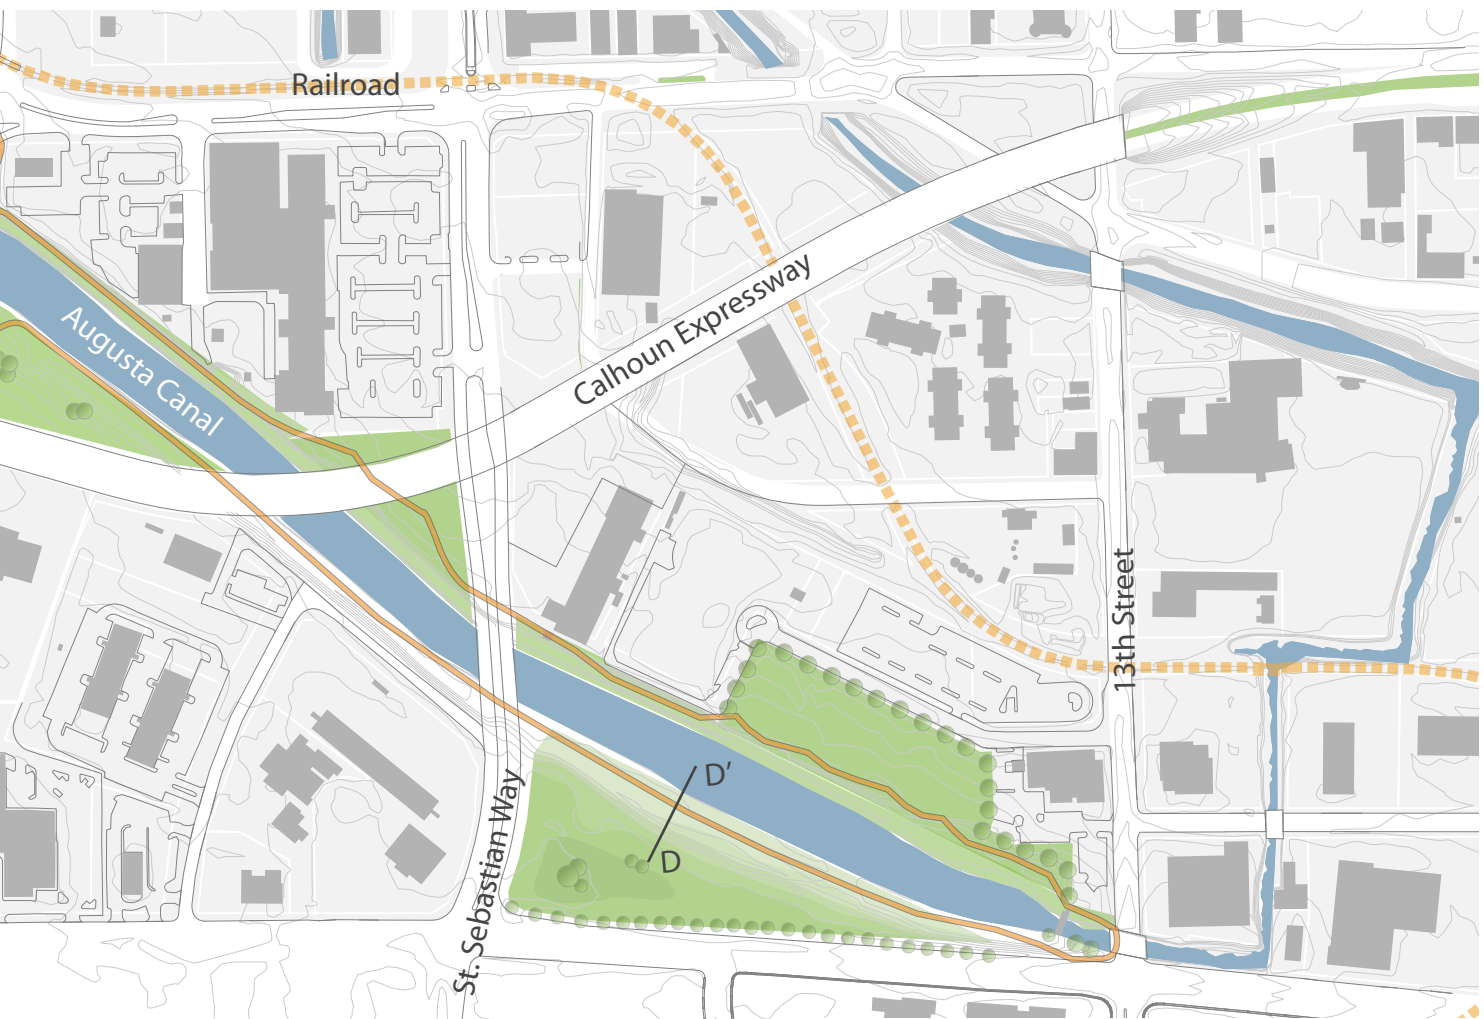 Railroad
Calhoun Expressway
Augusta Canal
13th Street
D'
D
St. Sebastian Way